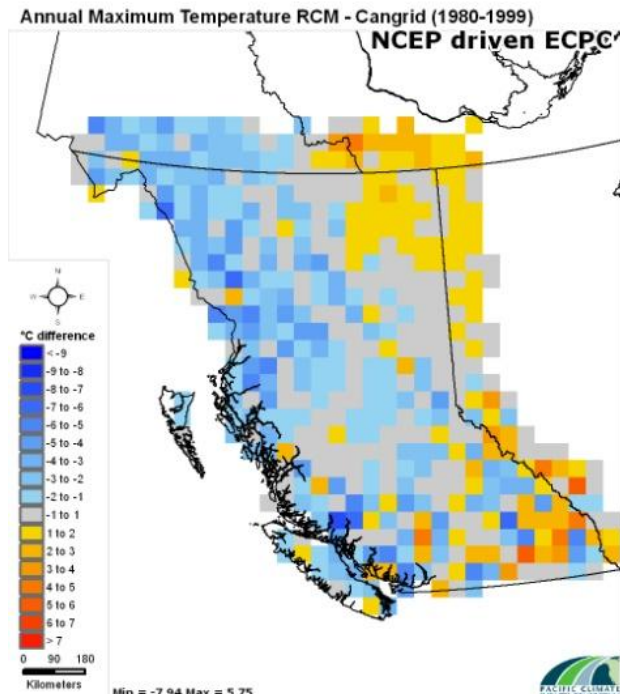 Annual Maximum Temperature RCM - Cangrid (1980-1999)
NCEP driven ECPC
N
W
E
S
°C difference
< -9
-9 to -8
-8 to -7
-7 to -6
-6 to -5
-5 to -4
-4 to -3
-3 to -2
-2 to -1
-1 to 1
1 to 2
2 to 3
3 to 4
4 to 5
5 to 6
6 to 7
> 7
0 90 180
Kilometers
Min = -7.94 Max = 5.75
PACIFIC CLIMATE